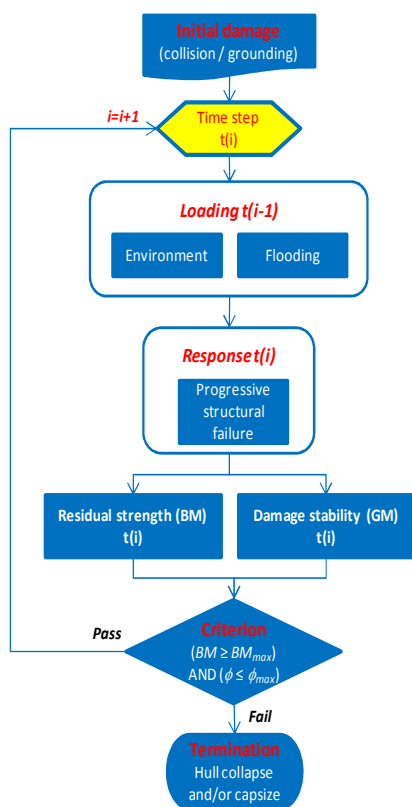 Initial damage
(collision / grounding)
i=i+1
Time step
t(i)
Loading t(i-1)
Environment
Flooding
Response t(i)
Progressive
structural
failure
Residual strength (BM)
t(i)
Damage stability (GM)
t(i)
Pass
Criterion
(BM ≥ BMmax)
AND (ϕ ≤ ϕmax)
Fail
Termination
Hull collapse
and/or capsize